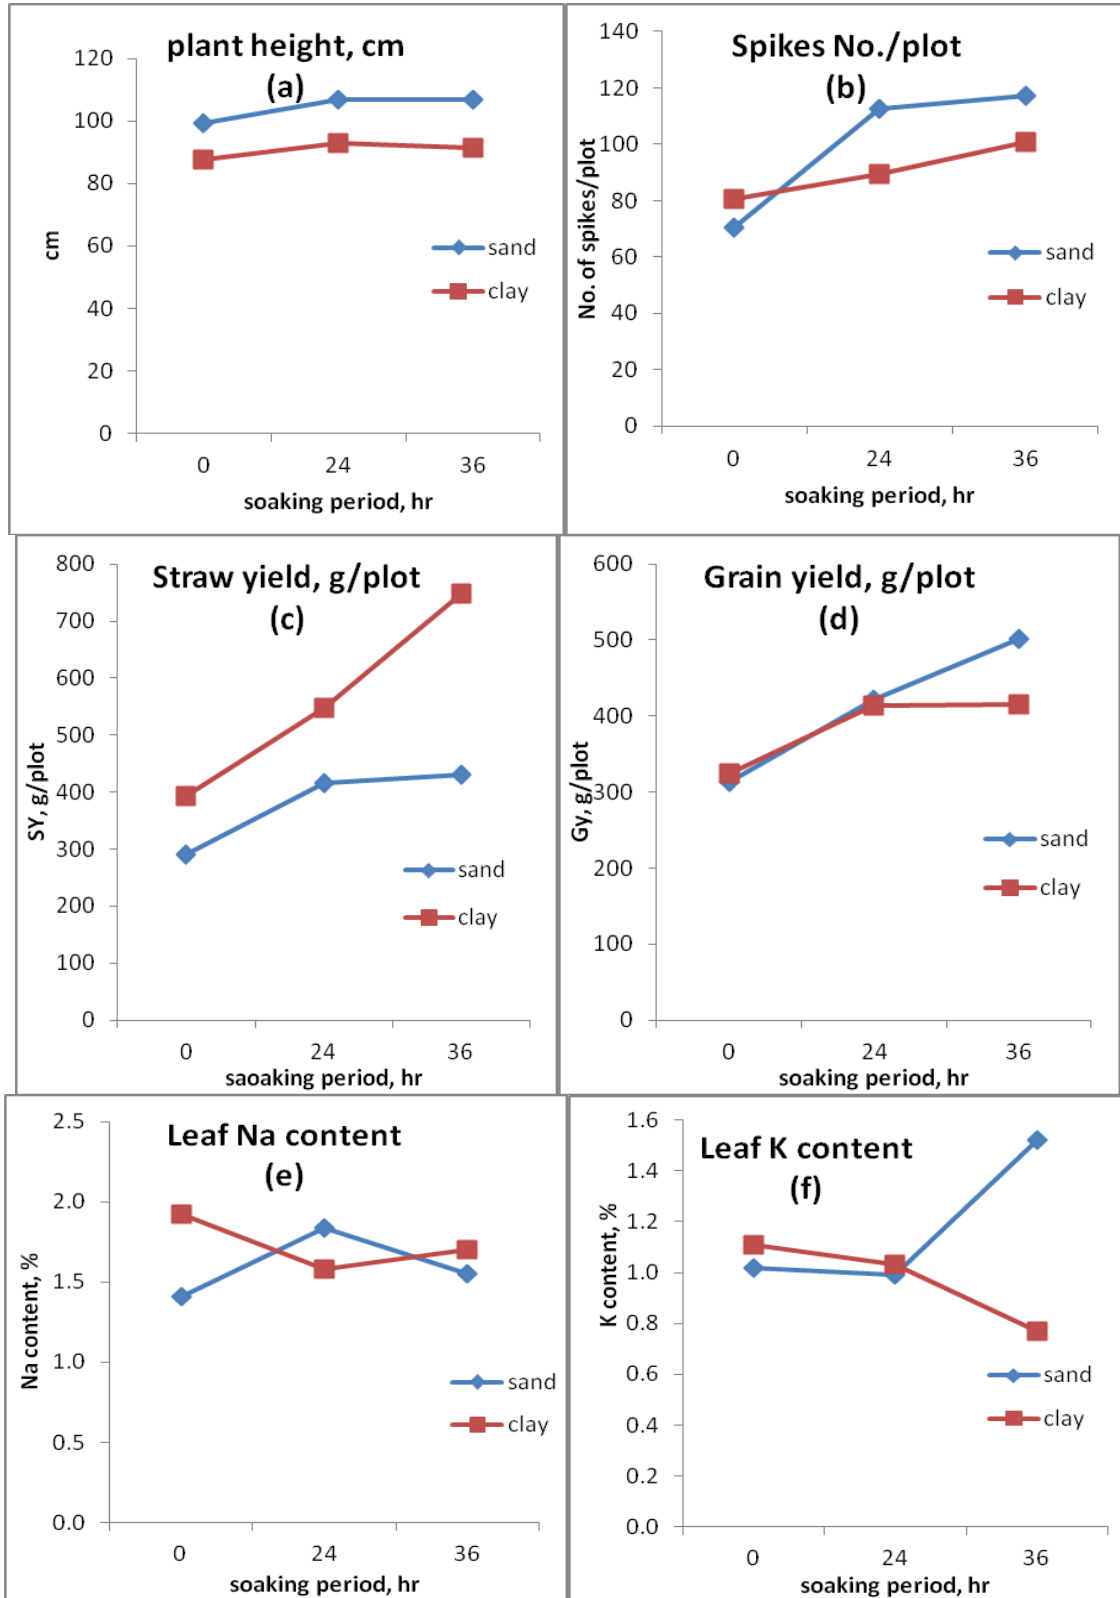 plant height, cm
(a)
120
100
80
60
40
20
0
cm
sand
clay
0 24 36
soaking period, hr
Spikes No./plot
(b)
140
120
100
80
60
40
20
0
No. of spikes/plot
sand
clay
0 24 36
soaking period, hr
Straw yield, g/plot
(c)
800
700
600
500
400
300
200
100
0
SY, g/plot
sand
clay
0 24 36
saoaking period, hr
Grain yield, g/plot
(d)
600
500
400
300
200
100
0
Gy, g/plot
sand
clay
0 24 36
soaking period, hr
Leaf Na content
(e)
2.5
2.0
1.5
1.0
0.5
0.0
Na content, %
sand
clay
0 24 36
soaking period, hr
Leaf K content
(f)
1.6
1.4
1.2
1.0
0.8
0.6
0.4
0.2
0.0
K content, %
sand
clay
0 24 36
soaking period, hr